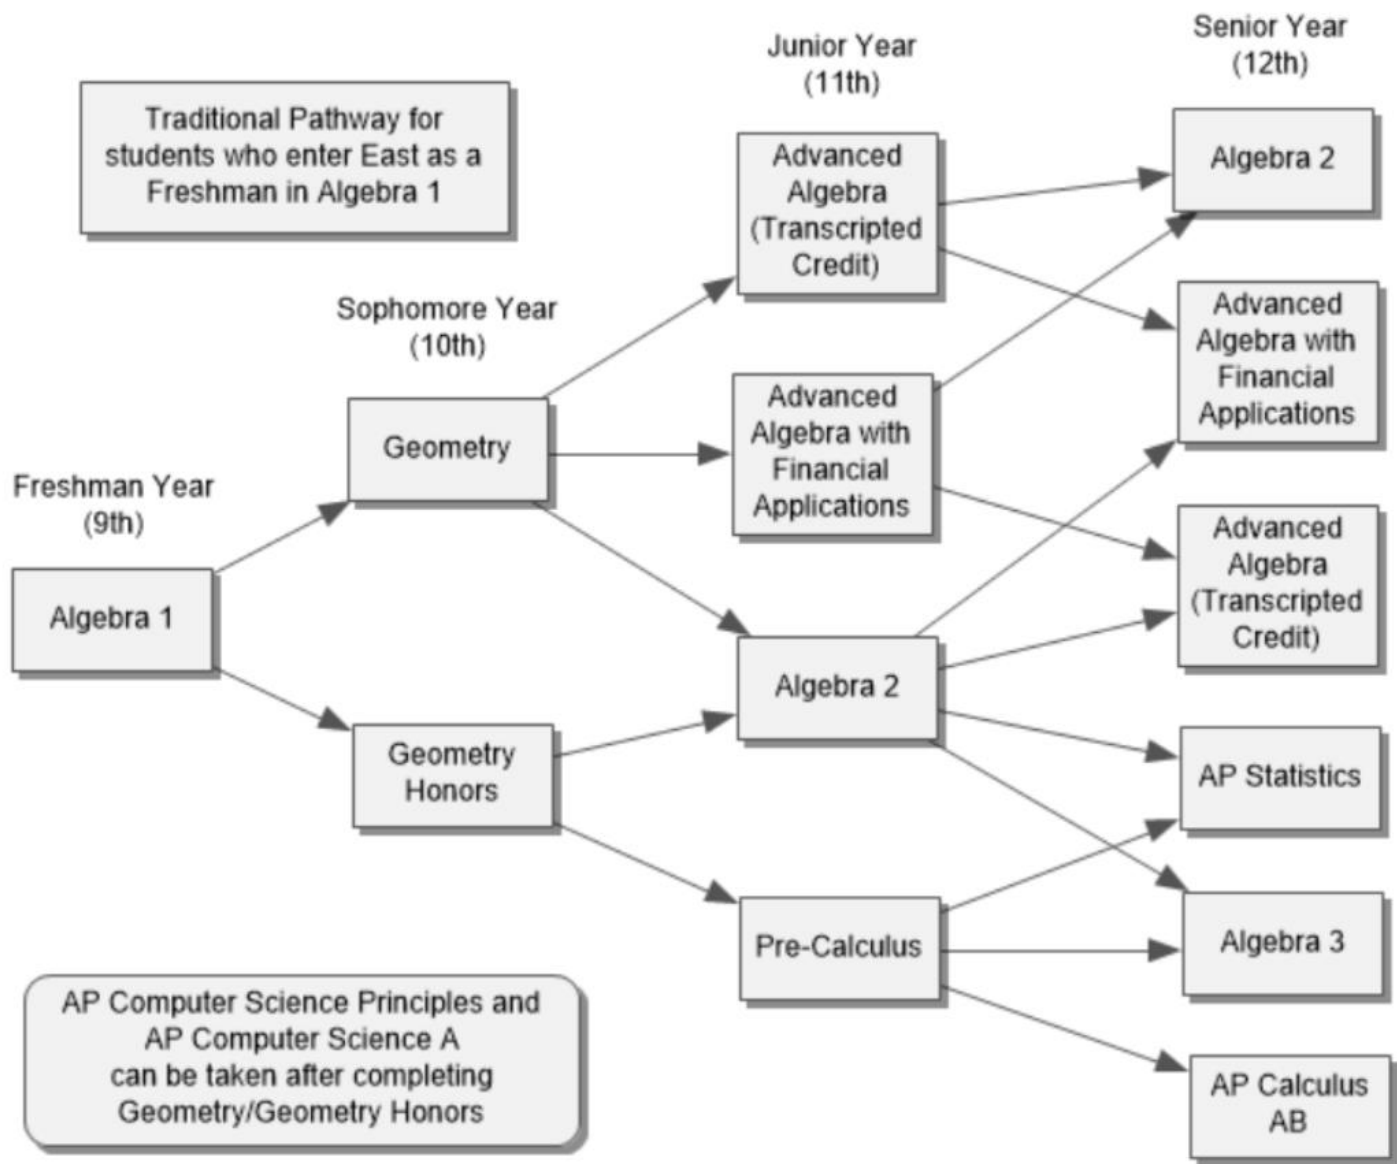 Traditional Pathway for
students who enter East as a
Freshman in Algebra 1
Freshman Year
(9th)
Algebra 1
Sophomore Year
(10th)
Geometry
Geometry
Honors
Junior Year
(11th)
Advanced
Algebra
(Transcripted
Credit)
Advanced
Algebra with
Financial
Applications
Algebra 2
Pre-Calculus
Senior Year
(12th)
Algebra 2
Advanced
Algebra with
Financial
Applications
Advanced
Algebra
(Transcripted
Credit)
AP Statistics
Algebra 3
AP Calculus
AB
AP Computer Science Principles and
AP Computer Science A
can be taken after completing
Geometry/Geometry Honors